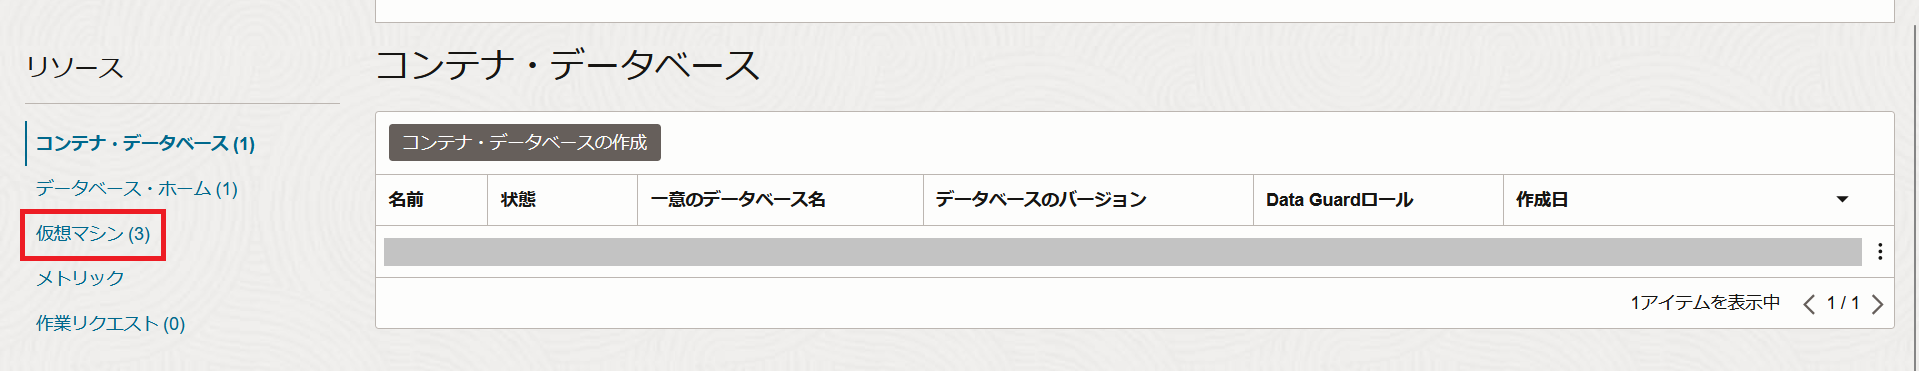 リソース
コンテナ・データベース (1)
データベース・ホーム (1)
仮想マシン (3)
メトリック
作業リクエスト (0)
コンテナ・データベース
コンテナ・データベースの作成
名前 状態 一意のデータベース名 データベースのバージョン Data Guardロール 作成日
1アイテムを表示中 1 / 1